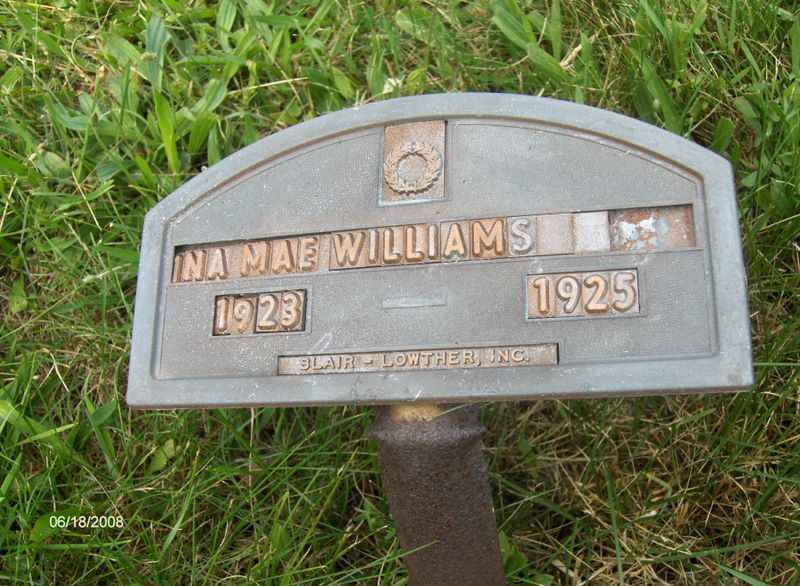 INA MAE WILLIAMS
1923 1925
BLAIR - LOWTHER, INC.
06/18/2008